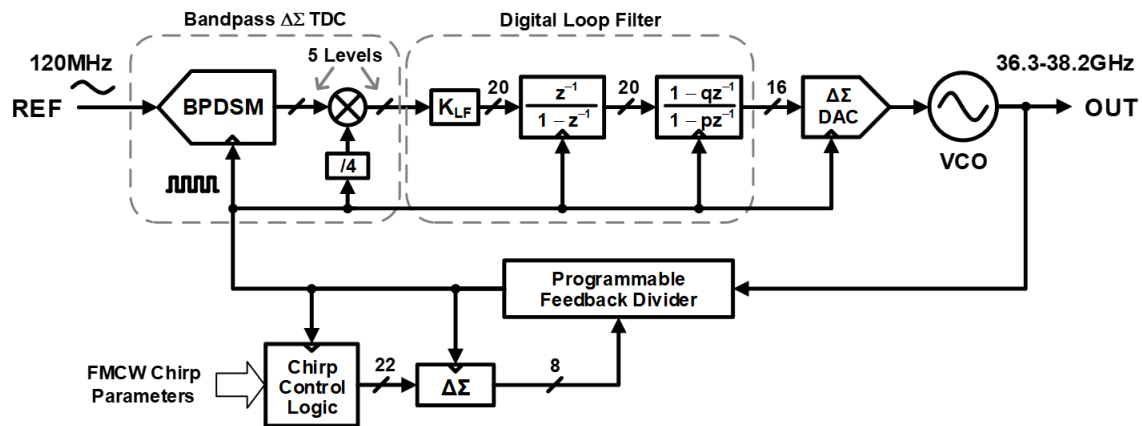 Bandpass ΔΣ TDC
Digital Loop Filter
120MHz
REF
BPDSM
5 Levels
/4
K_LF
20
z⁻¹
1 − z⁻¹
20
1 − qz⁻¹
1 − pz⁻¹
16
ΔΣ
DAC
VCO
36.3-38.2GHz
OUT
Programmable
Feedback Divider
FMCW Chirp
Parameters
Chirp
Control
Logic
22
ΔΣ
8